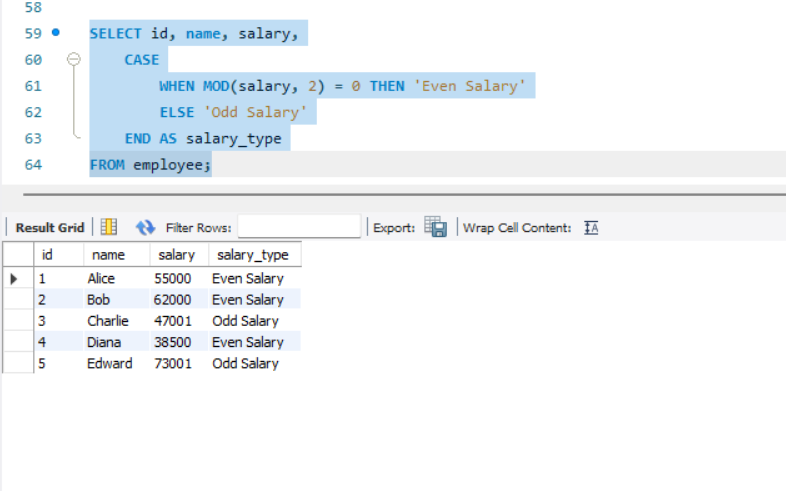 58
59 SELECT id, name, salary,
60 CASE
61 WHEN MOD(salary, 2) = 0 THEN 'Even Salary'
62 ELSE 'Odd Salary'
63 END AS salary_type
64 FROM employee;
Result Grid Filter Rows: Export: Wrap Cell Content: IA
id name salary salary_type
1 Alice 55000 Even Salary
2 Bob 62000 Even Salary
3 Charlie 47001 Odd Salary
4 Diana 38500 Even Salary
5 Edward 73001 Odd Salary